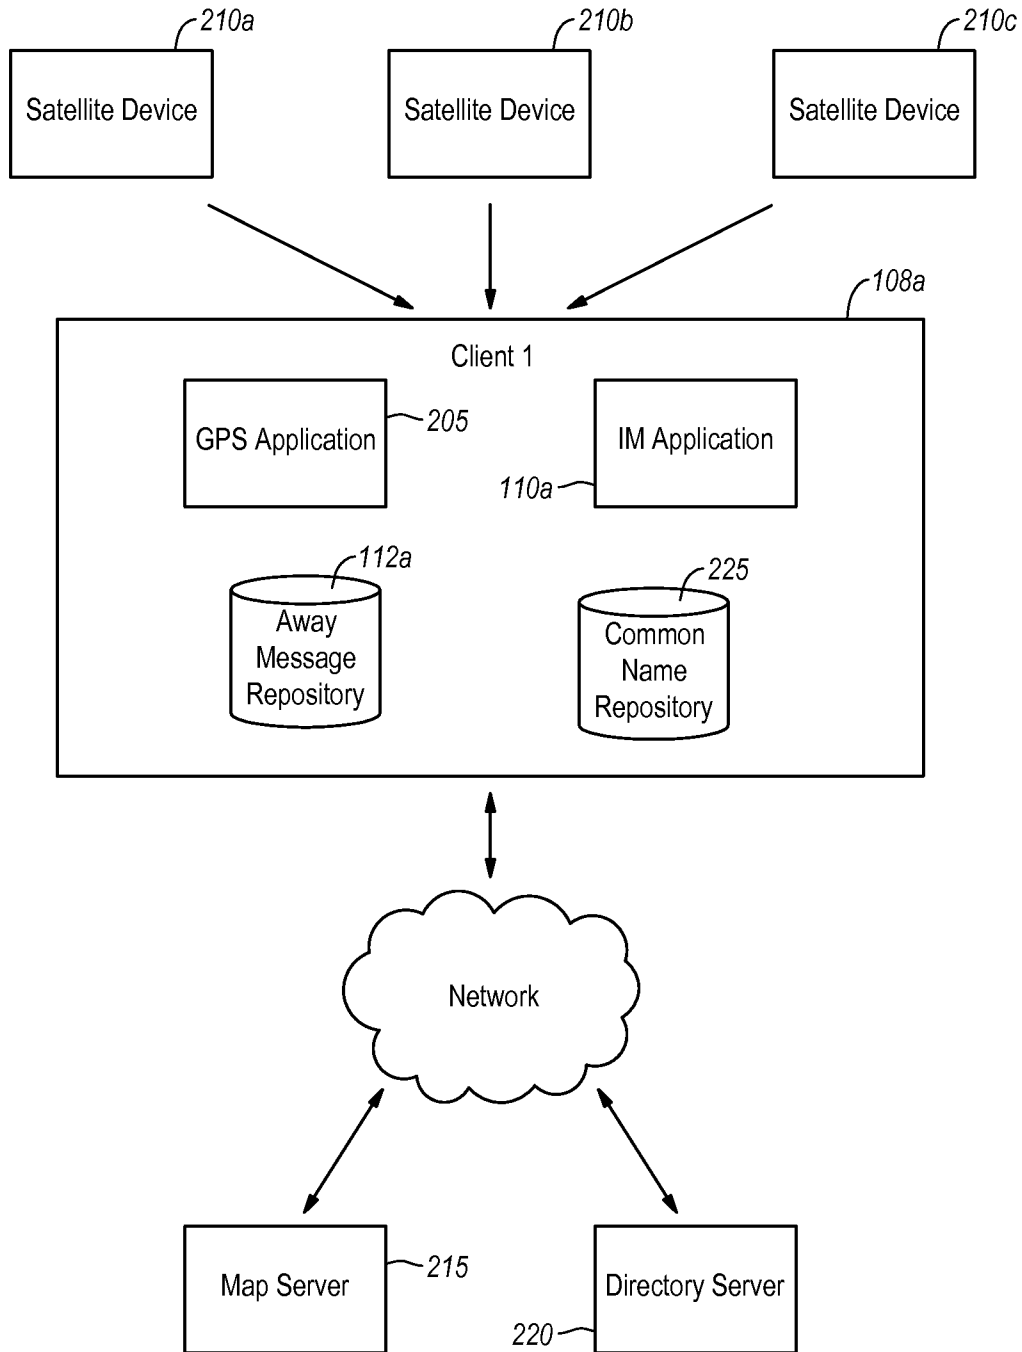 210a
210b
210c
Satellite Device
Satellite Device
Satellite Device
108a
Client 1
GPS Application
205
IM Application
110a
112a
Away
Message
Repository
225
Common
Name
Repository
Network
Map Server
215
Directory Server
220